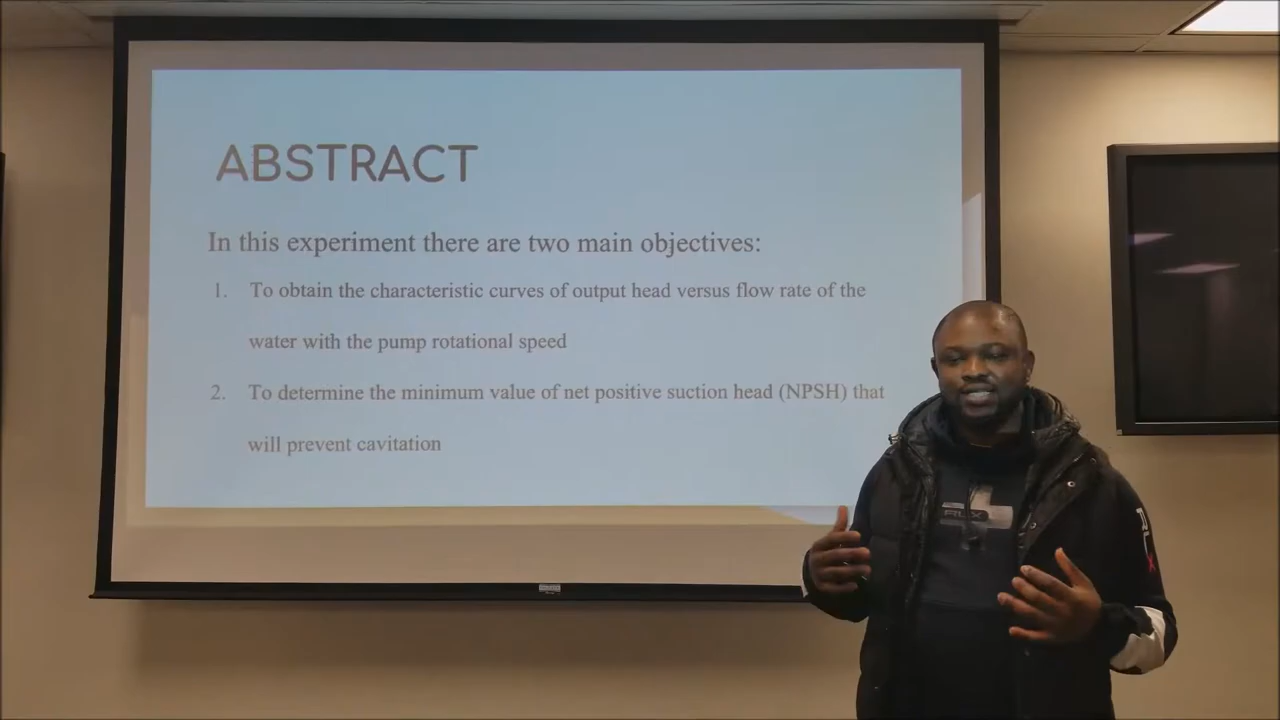 ABSTRACT
In this experiment there are two main objectives:
1. To obtain the characteristic curves of output head versus flow rate of the
water with the pump rotational speed
2. To determine the minimum value of net positive suction head (NPSH) that
will prevent cavitation
RLX